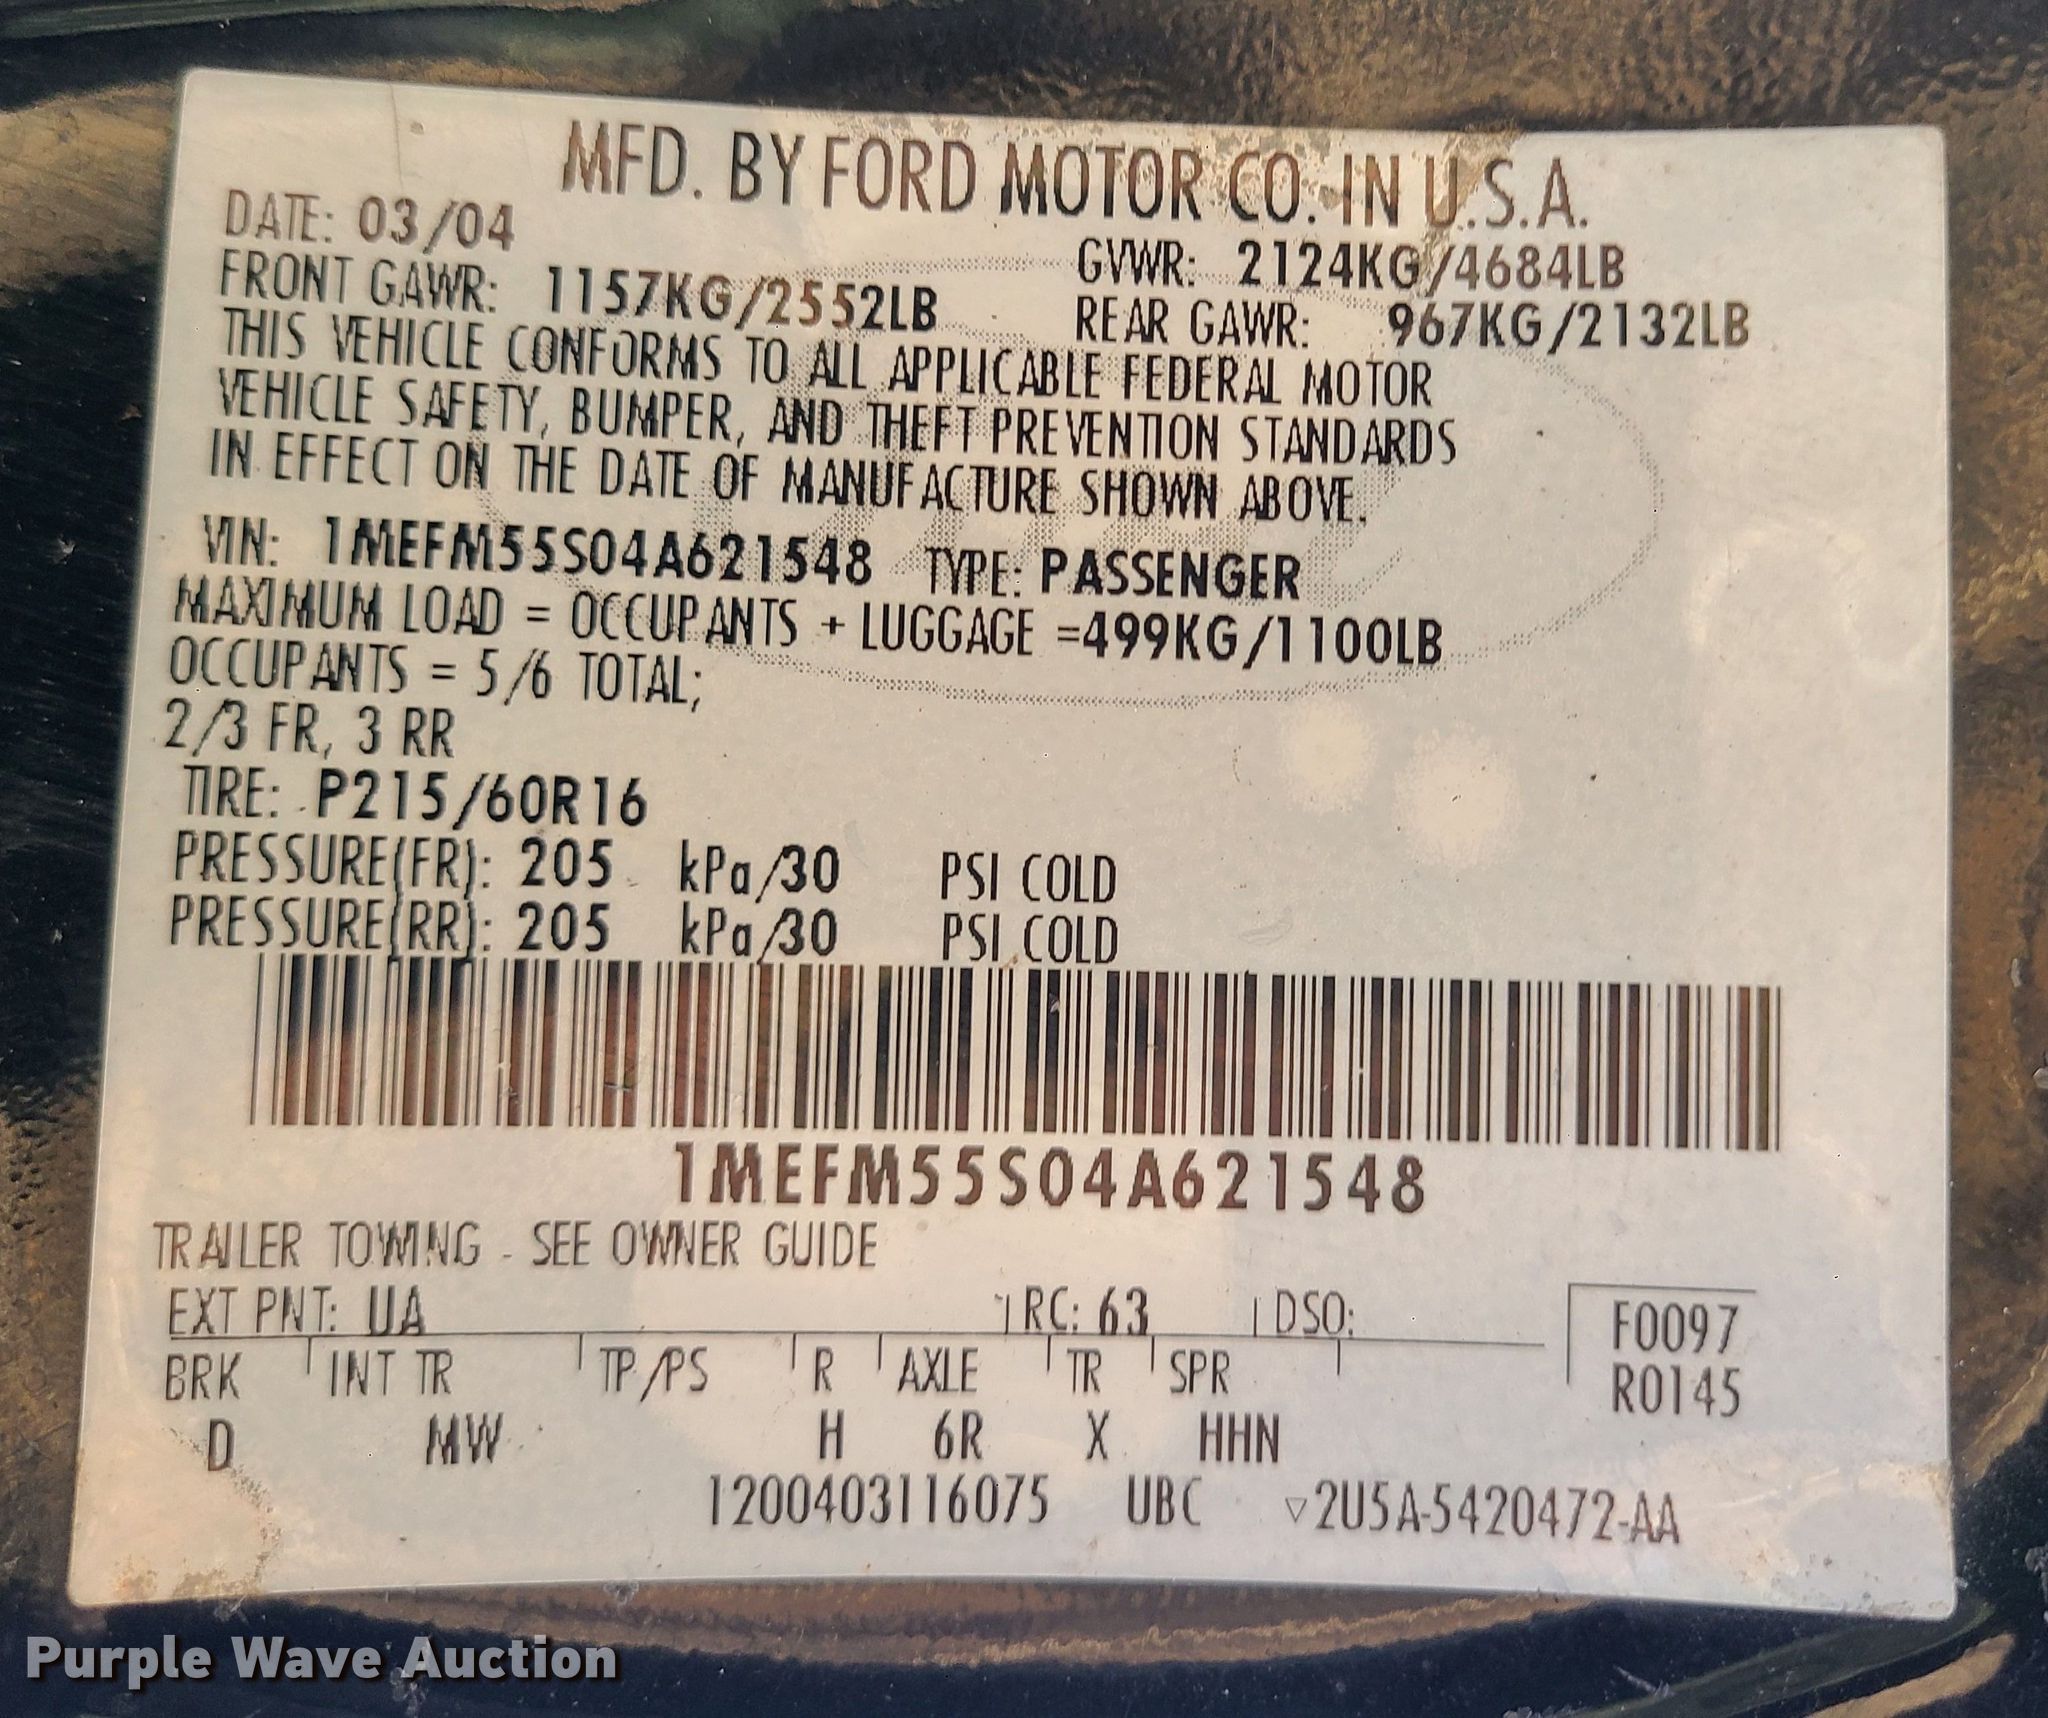 MFD. BY FORD MOTOR CO. IN U.S.A.
DATE: 03/04
GVWR: 2124KG/4684LB
FRONT GAWR: 1157KG/2552LB
REAR GAWR: 967KG/2132LB
THIS VEHICLE CONFORMS TO ALL APPLICABLE FEDERAL MOTOR
VEHICLE SAFETY, BUMPER, AND THEFT PREVENTION STANDARDS
IN EFFECT ON THE DATE OF MANUFACTURE SHOWN ABOVE.
VIN: 1MEFM55S04A621548 TYPE: PASSENGER
MAXIMUM LOAD = OCCUPANTS + LUGGAGE =499KG/1100LB
OCCUPANTS = 5/6 TOTAL;
2/3 FR, 3 RR
TIRE: P215/60R16
PRESSURE(FR): 205 kPa/30 PSI COLD
PRESSURE(RR): 205 kPa/30 PSI COLD
1MEFM55S04A621548
TRAILER TOWING - SEE OWNER GUIDE
EXT PNT: UA RC: 63 DSO:
F0097
BRK INT TR TP/PS R AXLE TR SPR
R0145
D MW H 6R X HHN
1200403116075 UBC ▽2U5A-5420472-AA
Purple Wave Auction